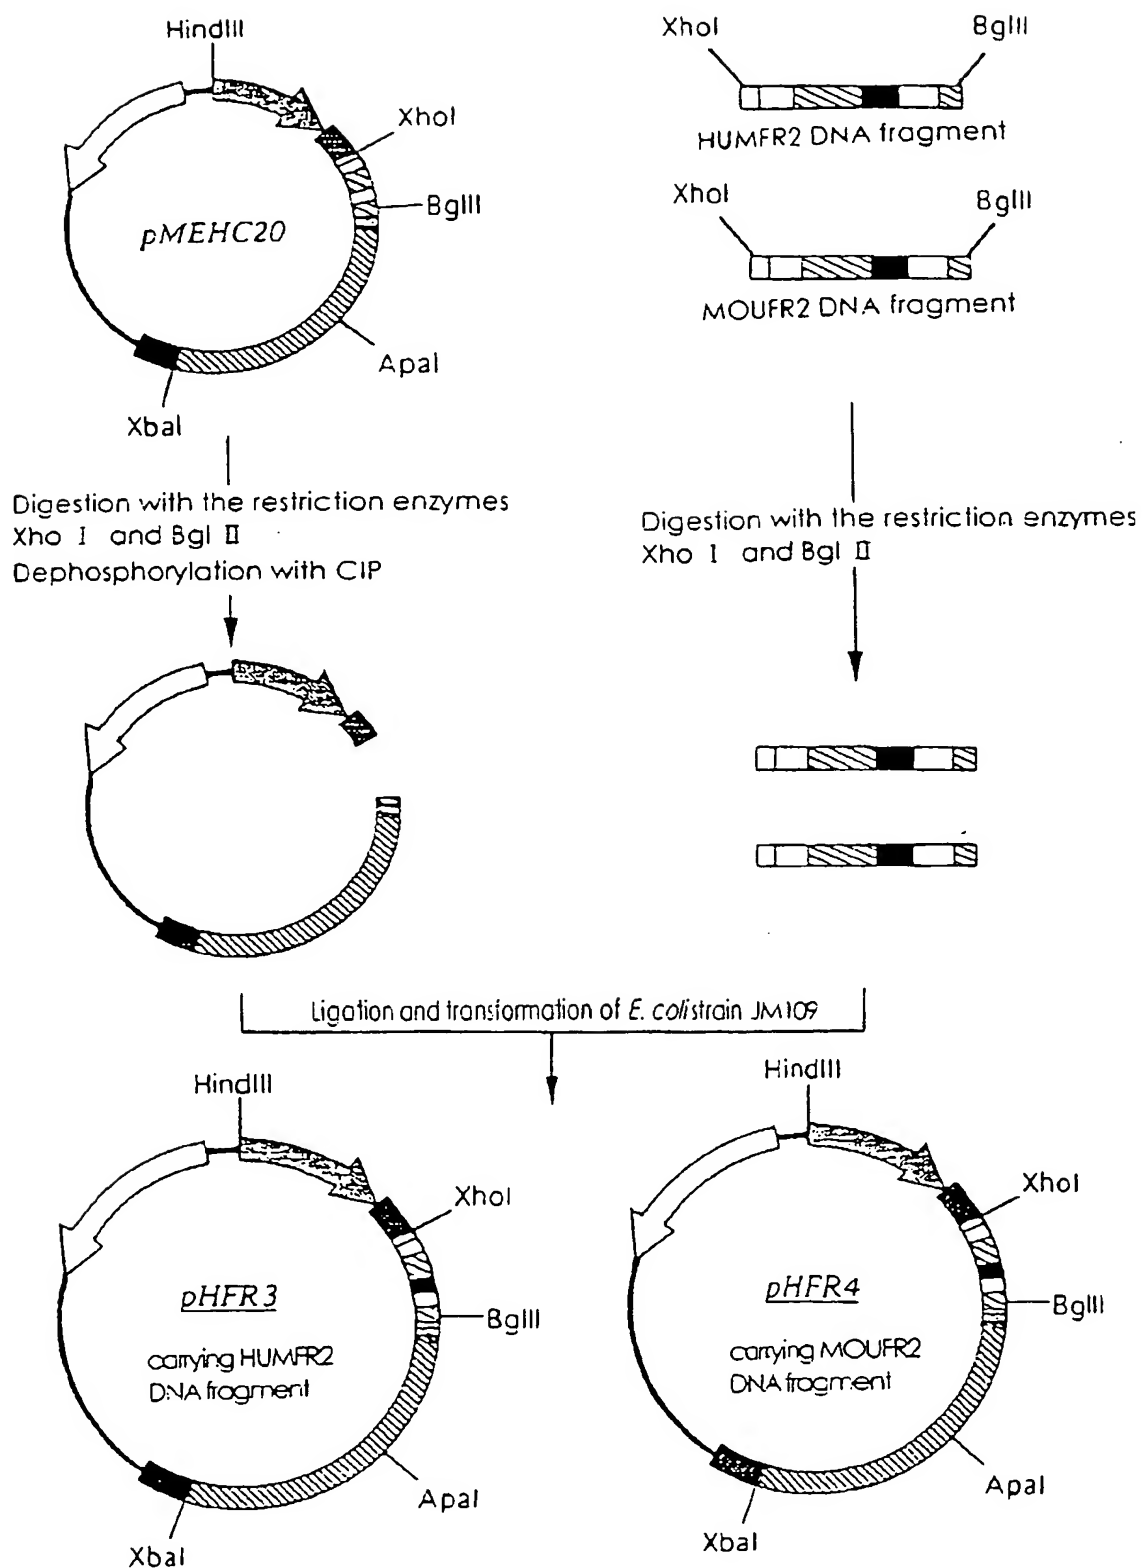 HindIII
XhoI
BglII
pMEHC20
ApaI
XbaI
XhoI
BglII
HUMFR2 DNA fragment
XhoI
BglII
MOUFR2 DNA fragment
Digestion with the restriction enzymes
Xho I and Bgl II
Dephosphorylation with CIP
Digestion with the restriction enzymes
Xho I and Bgl II
Ligation and transformation of E. coli strain JM109
HindIII
XhoI
pHFR3
BglII
carrying HUMFR2
DNA fragment
ApaI
XbaI
HindIII
XhoI
pHFR4
BglII
carrying MOUFR2
DNA fragment
ApaI
XbaI